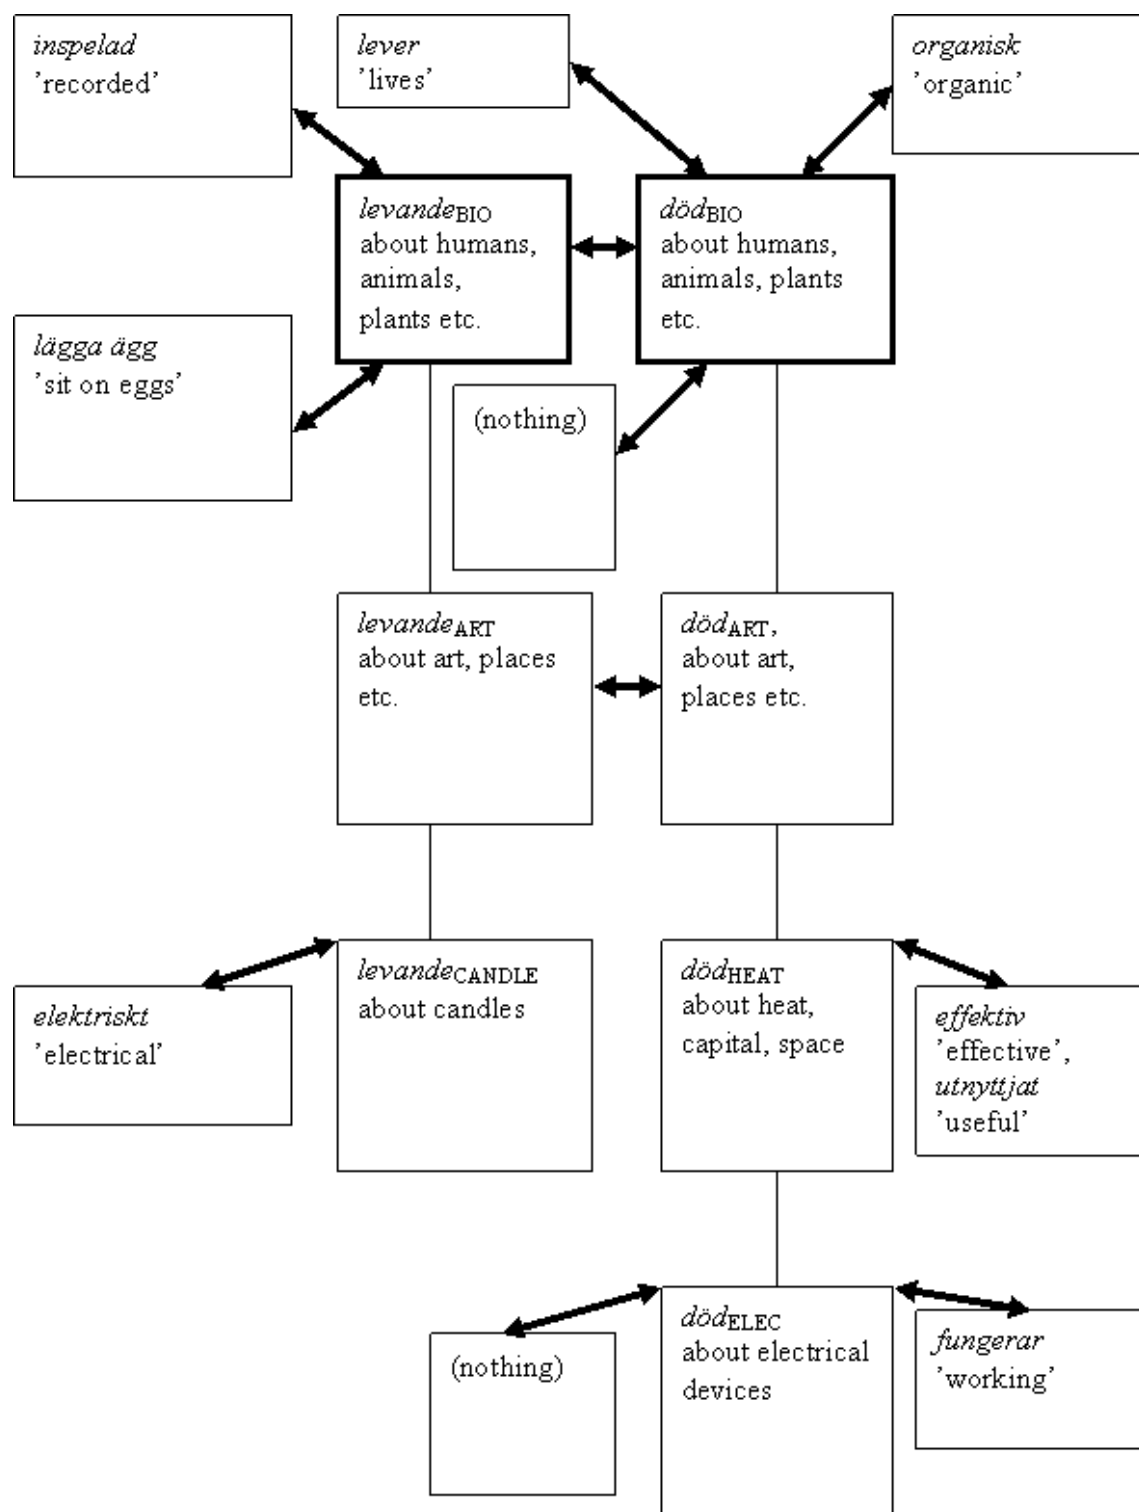 inspelad
’recorded’
lever
’lives’
organisk
’organic’
levandeBIO
about humans,
animals,
plants etc.
dödBIO
about humans,
animals, plants
etc.
lägga ägg
’sit on eggs’
(nothing)
levandeART
about art, places
etc.
dödART,
about art,
places etc.
levandeCANDLE
about candles
dödHEAT
about heat,
capital, space
elektriskt
’electrical’
effektiv
’effective’,
utnyttjat
’useful’
dödELEC
about electrical
devices
(nothing)
fungerar
’working’